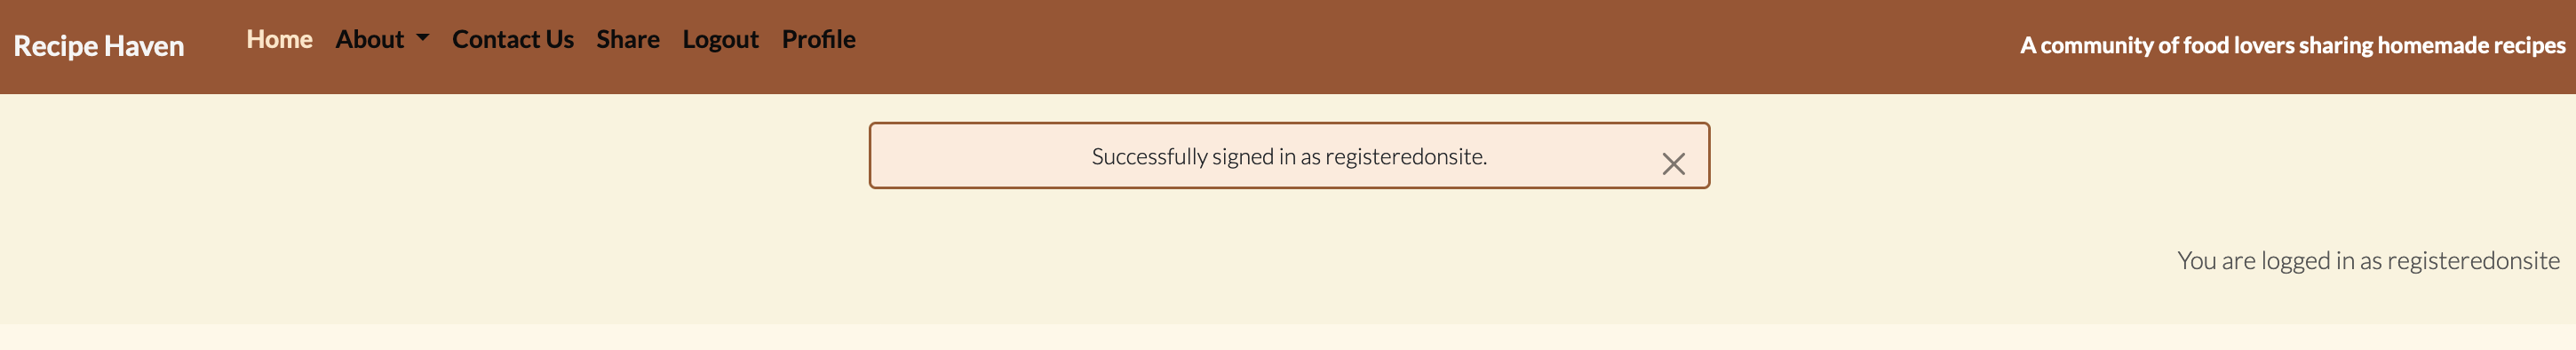 Recipe Haven Home About Contact Us Share Logout Profile A community of food lovers sharing homemade recipes
Successfully signed in as registeredonsite.
You are logged in as registeredonsite